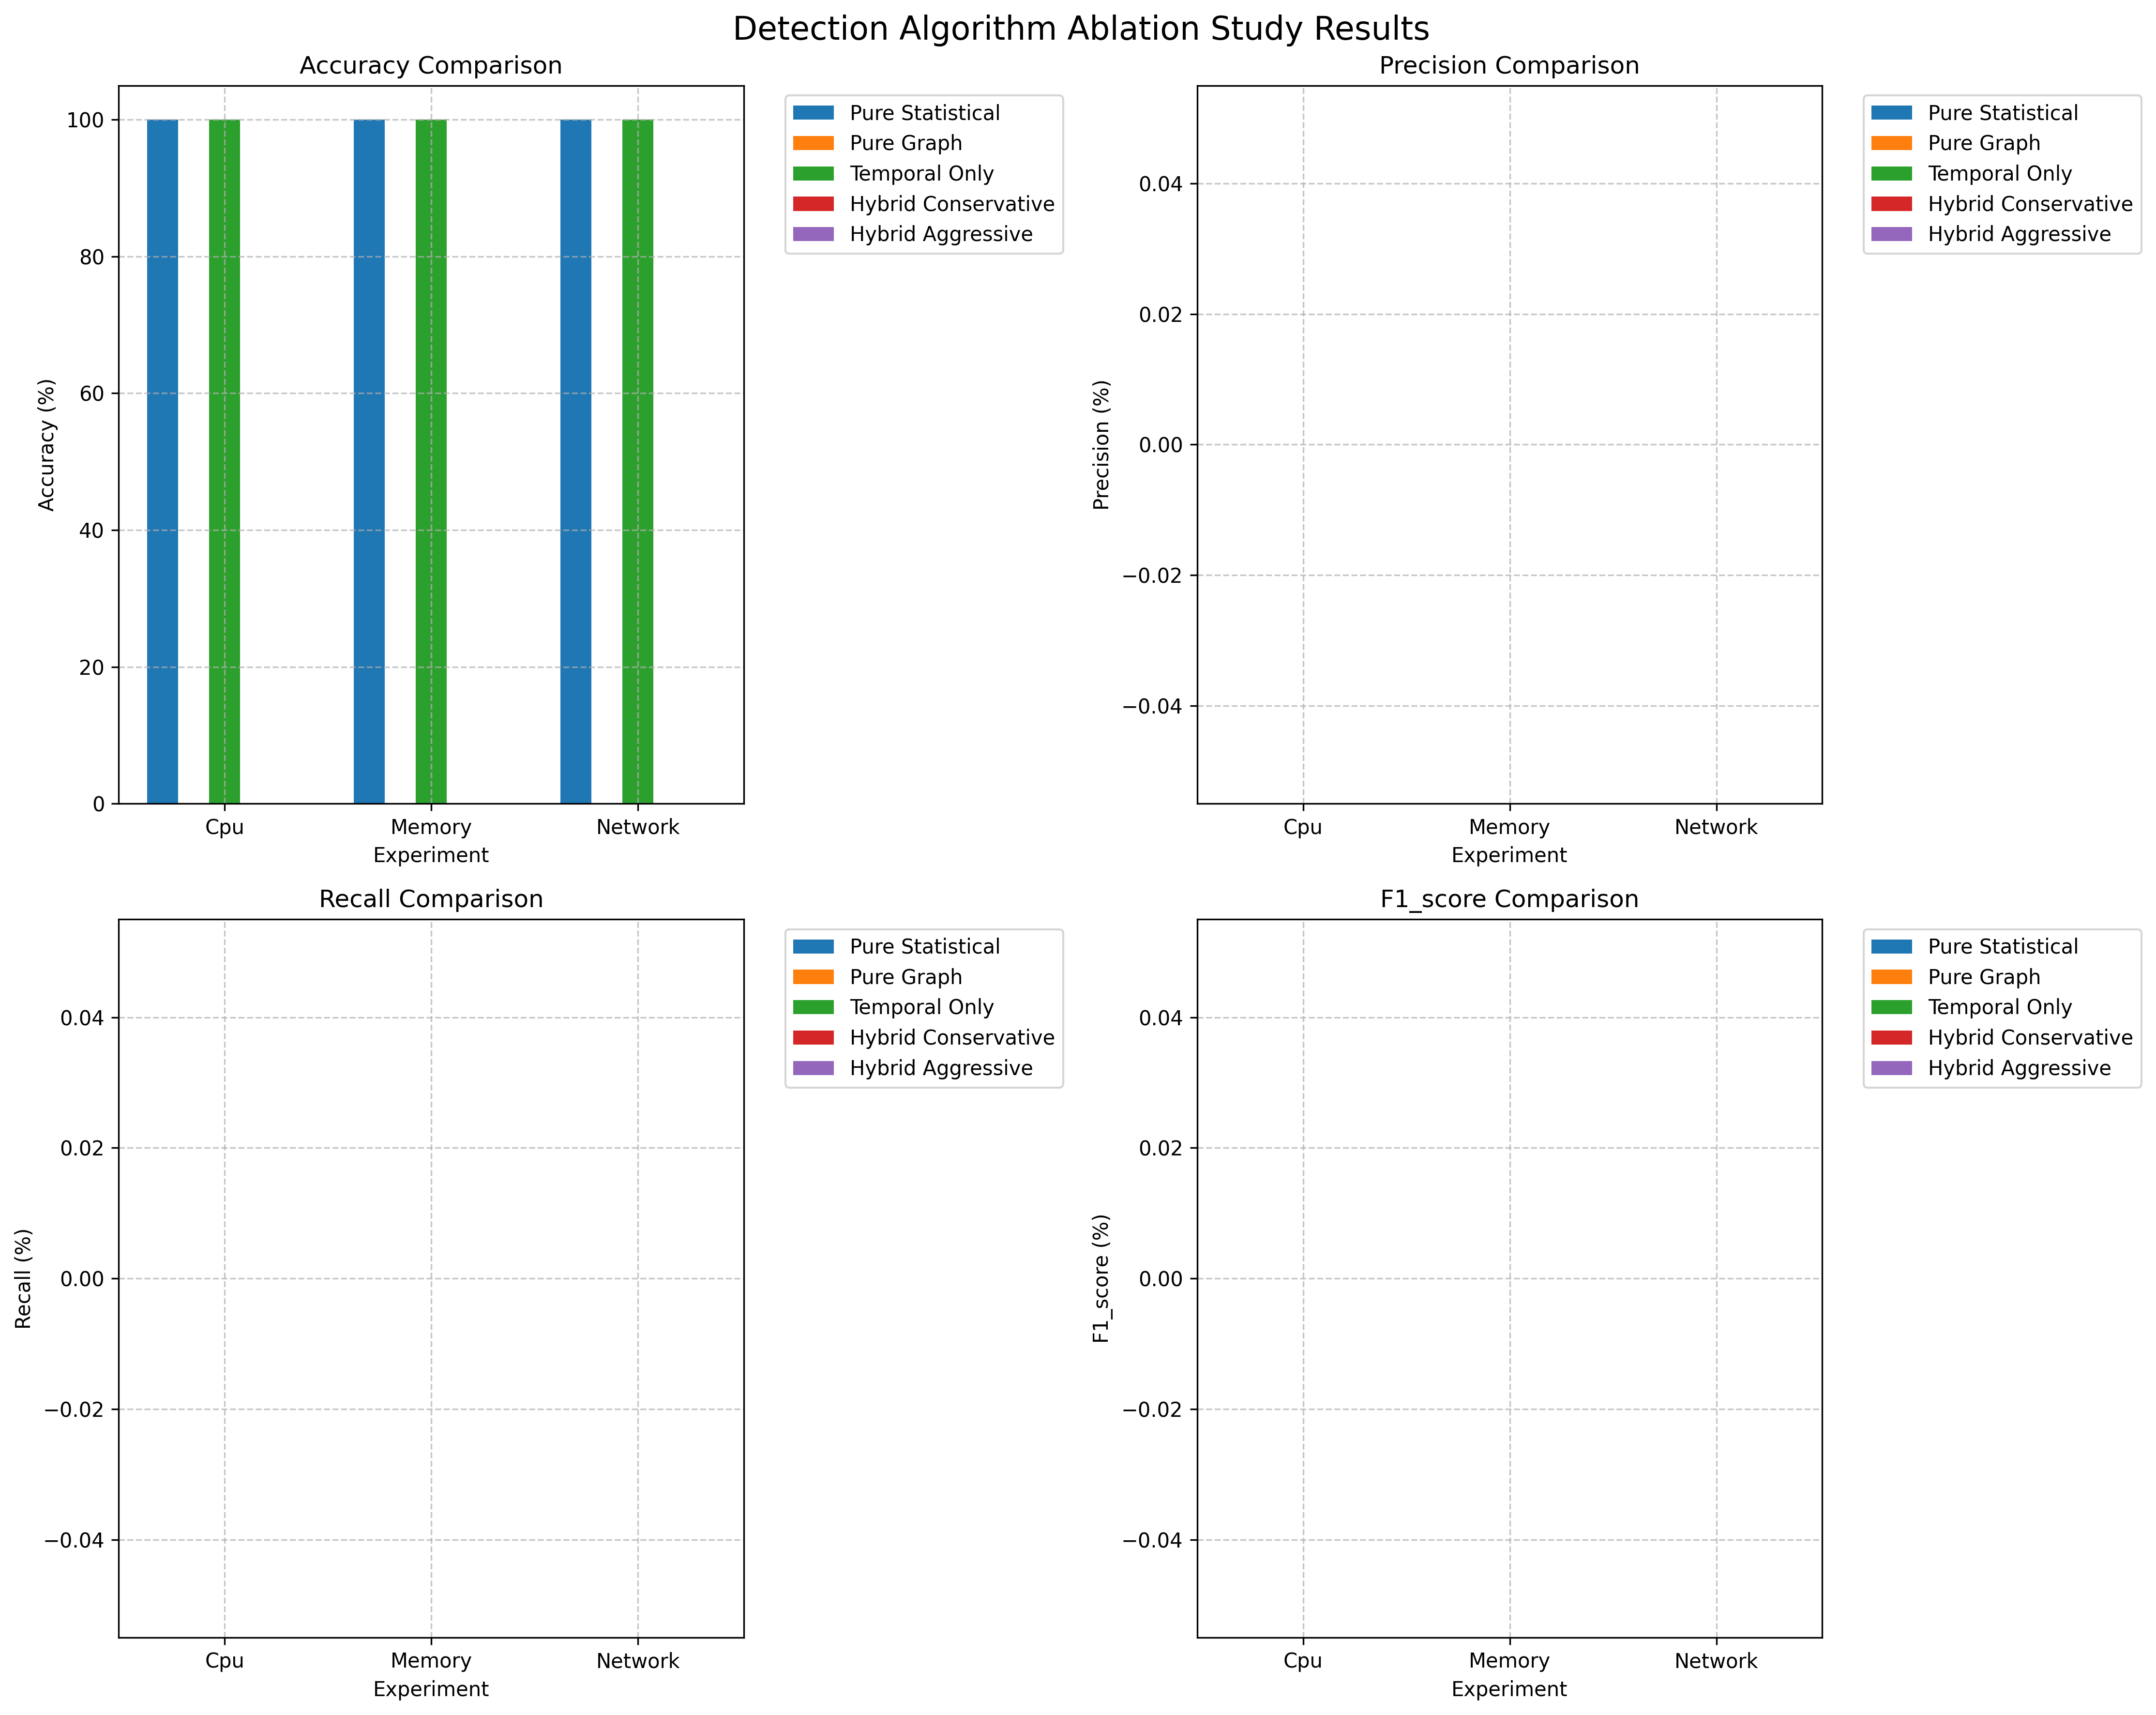 Detection Algorithm Ablation Study Results
Accuracy Comparison
Accuracy (%)
100
80
60
40
20
0
Cpu Memory Network
Experiment
Pure Statistical
Pure Graph
Temporal Only
Hybrid Conservative
Hybrid Aggressive
Precision Comparison
Precision (%)
0.04
0.02
0.00
−0.02
−0.04
Cpu Memory Network
Experiment
Pure Statistical
Pure Graph
Temporal Only
Hybrid Conservative
Hybrid Aggressive
Recall Comparison
Recall (%)
0.04
0.02
0.00
−0.02
−0.04
Cpu Memory Network
Experiment
Pure Statistical
Pure Graph
Temporal Only
Hybrid Conservative
Hybrid Aggressive
F1_score Comparison
F1_score (%)
0.04
0.02
0.00
−0.02
−0.04
Cpu Memory Network
Experiment
Pure Statistical
Pure Graph
Temporal Only
Hybrid Conservative
Hybrid Aggressive